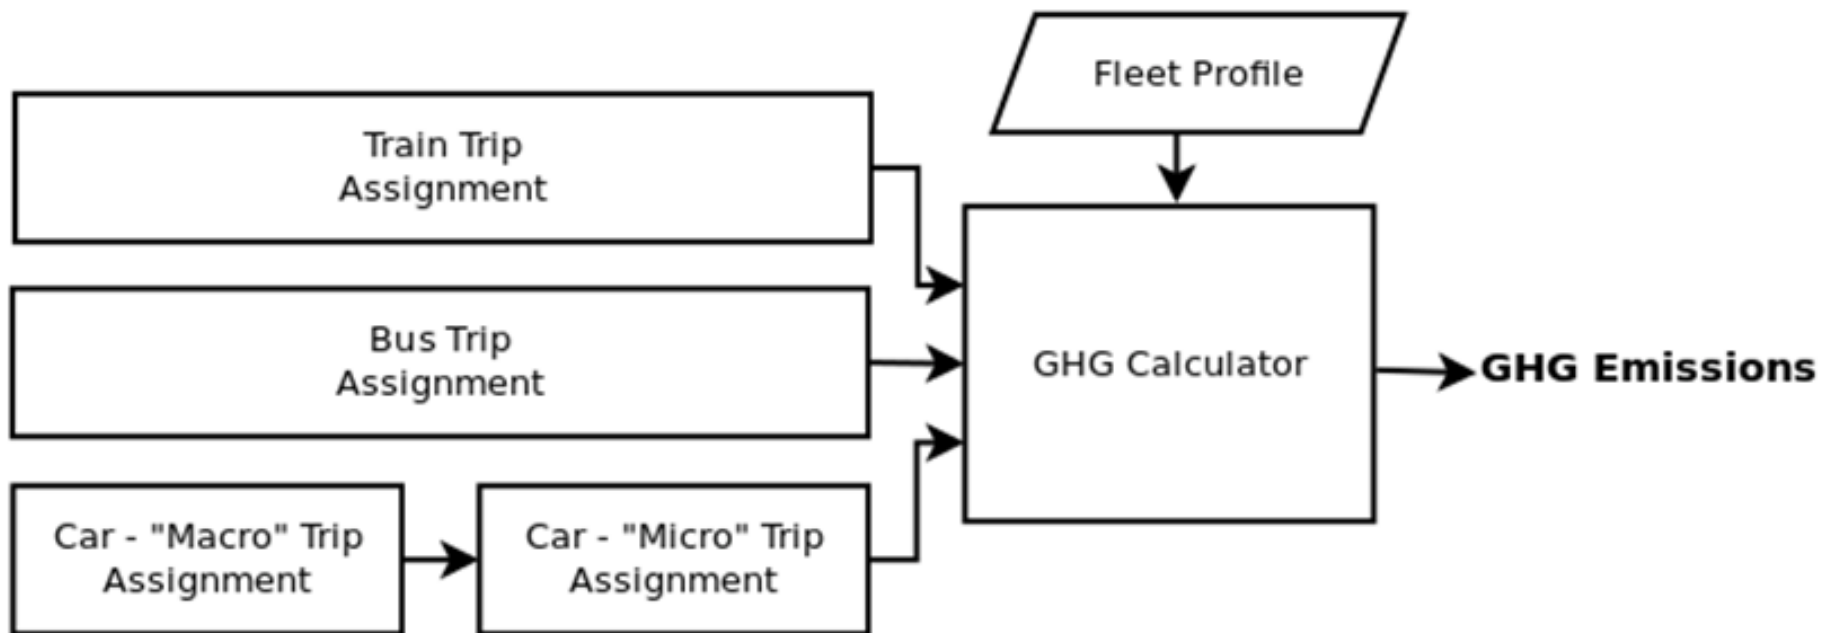 Fleet Profile
Train Trip
Assignment
Bus Trip
Assignment
GHG Calculator
GHG Emissions
Car - "Macro" Trip
Assignment
Car - "Micro" Trip
Assignment